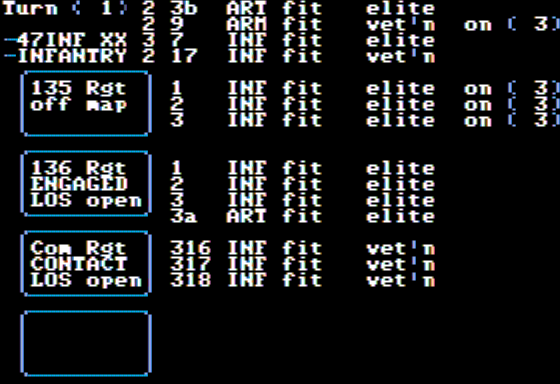 Turn ( 1) 2 3b ART fit elite
2 9 ARM fit vet'n on ( 3)
47INF XX 3 7 INF fit elite
INFANTRY 2 17 INF fit vet'n
135 Rgt 1 INF fit elite on ( 3)
off map 2 INF fit elite on ( 3)
3 INF fit elite on ( 3)
136 Rgt 1 INF fit elite
ENGAGED 2 INF fit elite
LOS open 3 INF fit elite
3a ART fit elite
Com Rgt 316 INF fit vet'n
CONTACT 317 INF fit vet'n
LOS open 318 INF fit vet'n